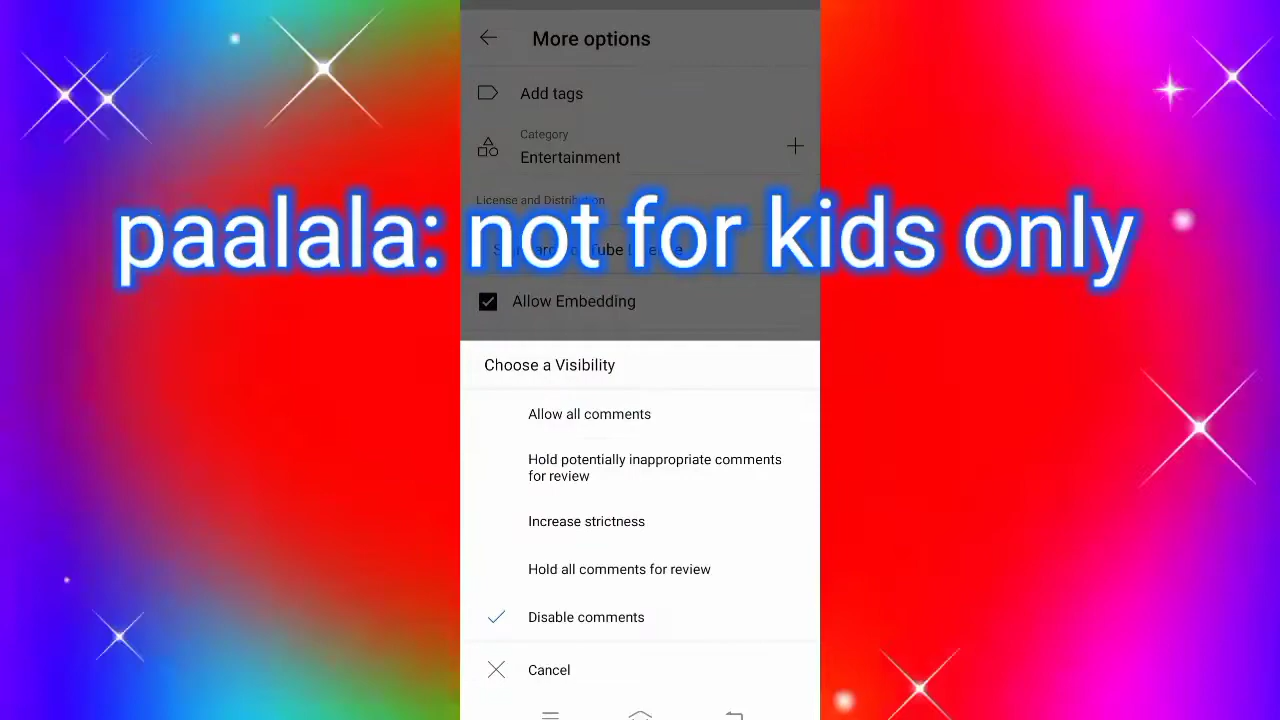 More options
Add tags
Category
Entertainment
License and Distribution
paalala: not for kids only
Allow Embedding
Choose a Visibility
Allow all comments
Hold potentially inappropriate comments
for review
Increase strictness
Hold all comments for review
Disable comments
Cancel